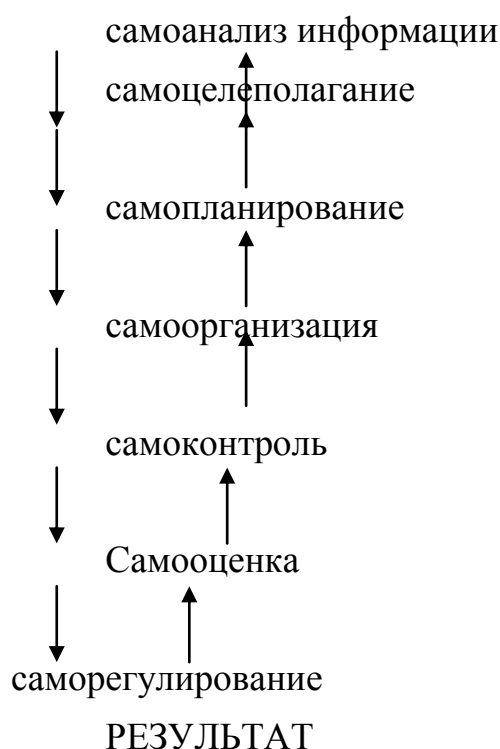 самоанализ информации
самоцелеполагание
самопланирование
самоорганизация
самоконтроль
Самооценка
саморегулирование
РЕЗУЛЬТАТ